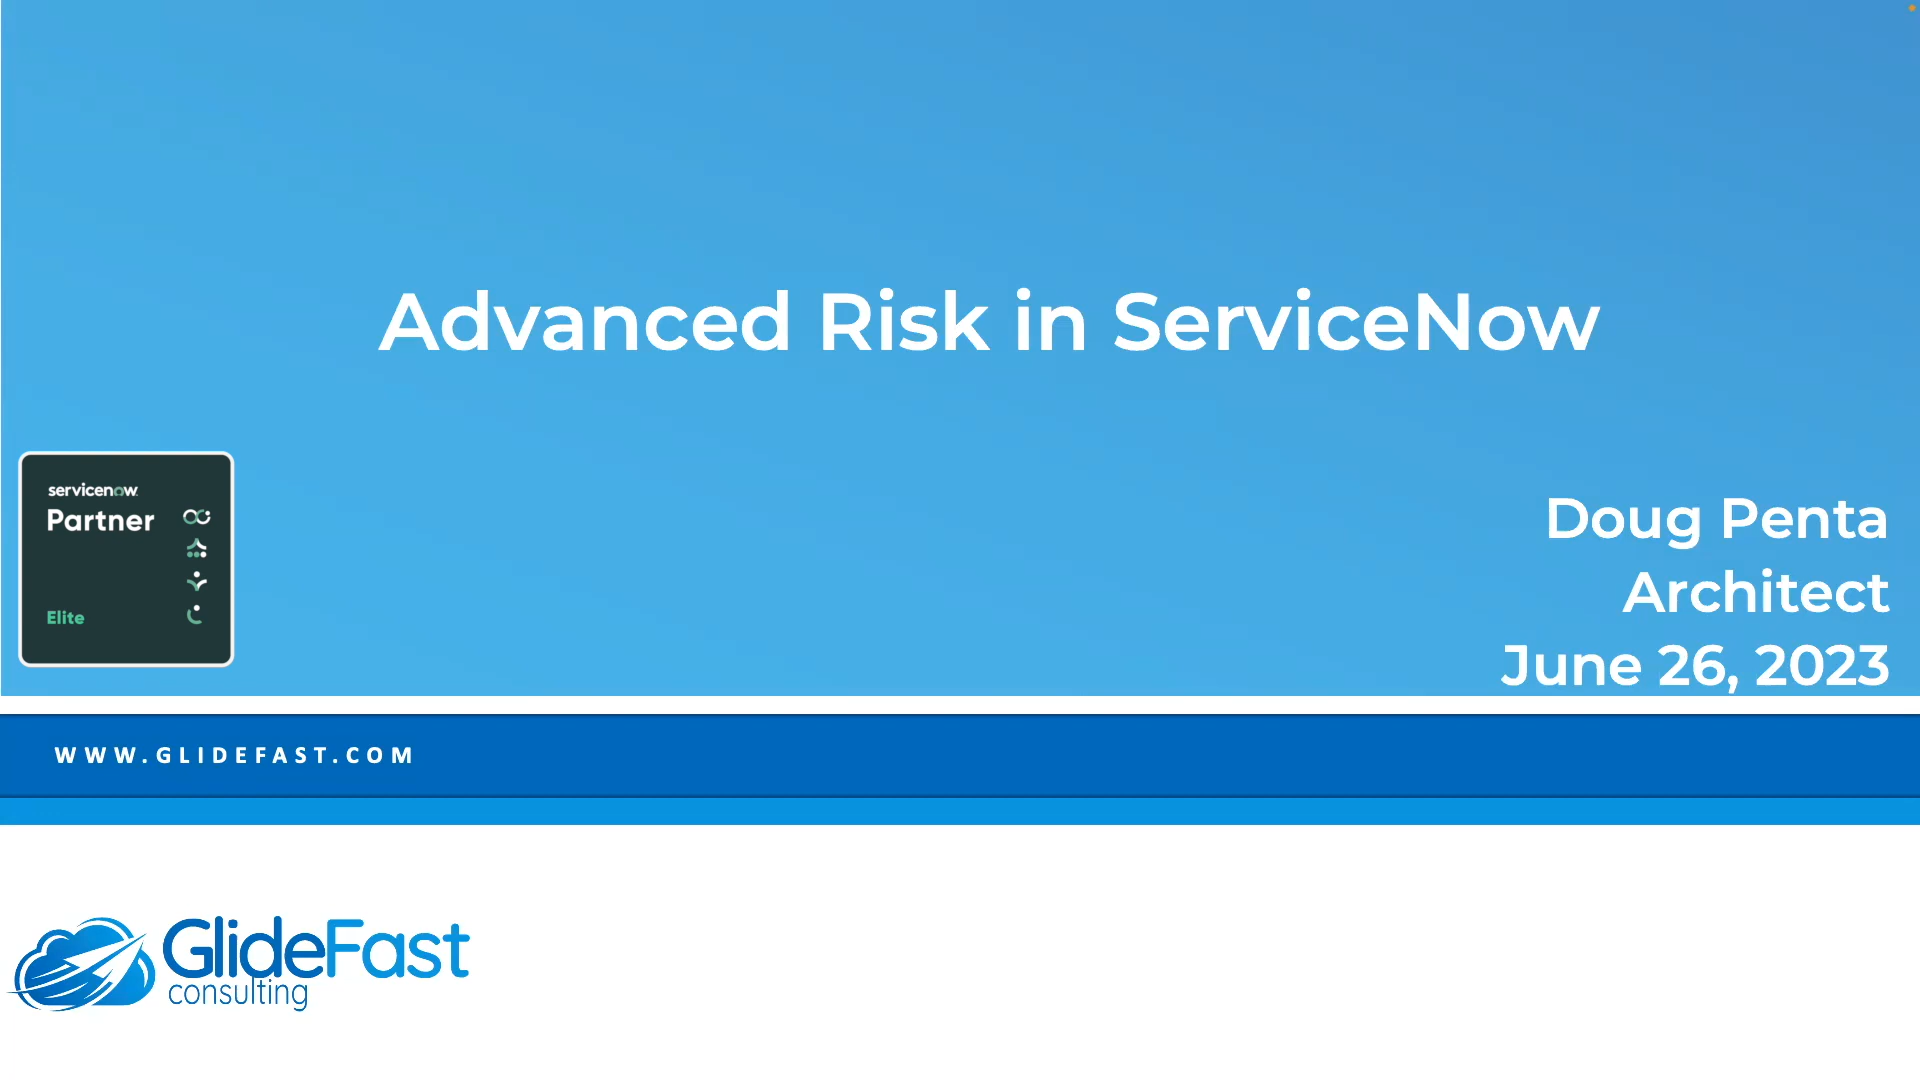 Advanced Risk in ServiceNow
servicenow
Partner
Elite
Doug Penta
Architect
June 26, 2023
WWW.GLIDEFAST.COM
GlideFast
consulting